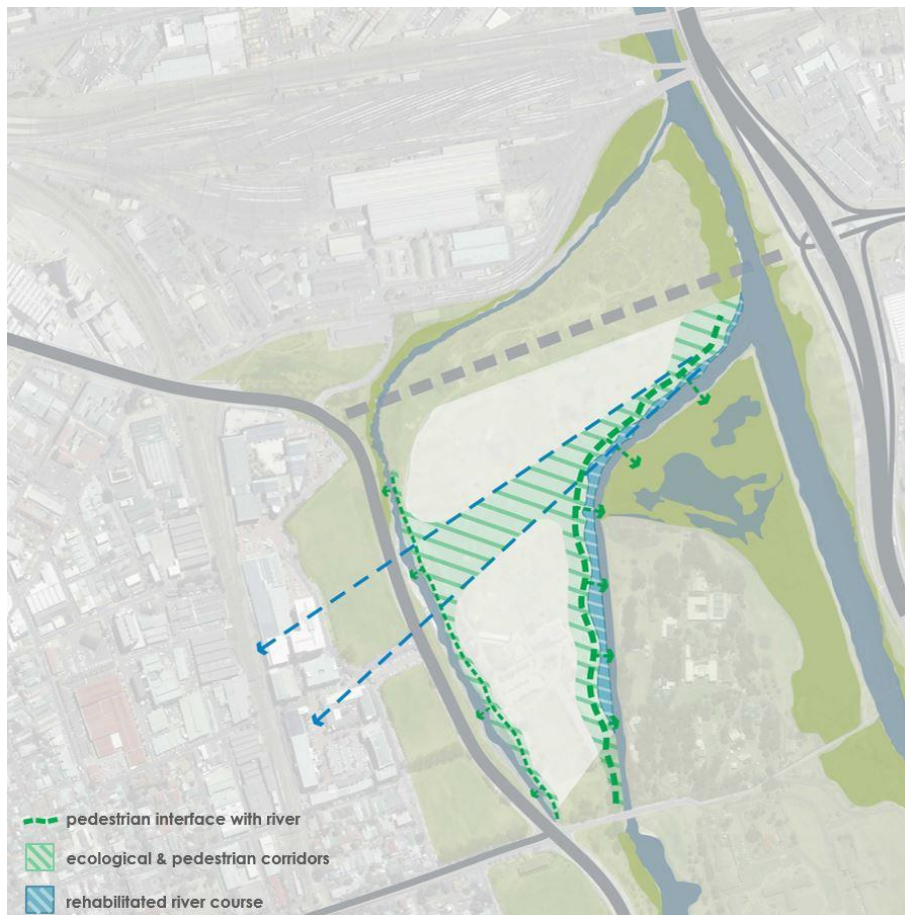 pedestrian interface with river
ecological & pedestrian corridors
rehabilitated river course